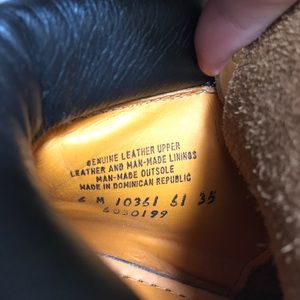 GENUINE LEATHER UPPER
LEATHER AND MAN-MADE LININGS
MAN-MADE OUTSOLE
MADE IN DOMINICAN REPUBLIC
6 M 10361 61 35
6030199